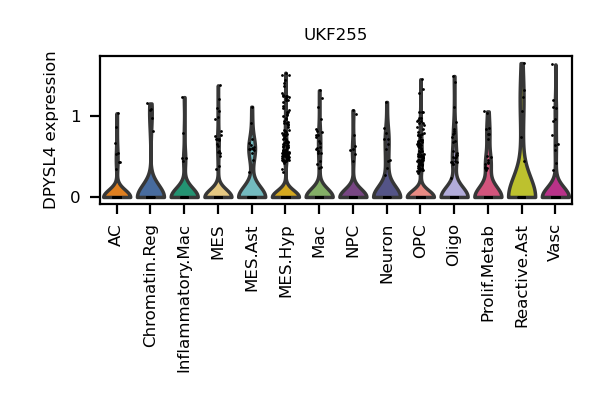 UKF255
DPYSL4 expression
1
0
AC
Chromatin.Reg
Inflammatory.Mac
MES
MES.Ast
MES.Hyp
Mac
NPC
Neuron
OPC
Oligo
Prolif.Metab
Reactive.Ast
Vasc